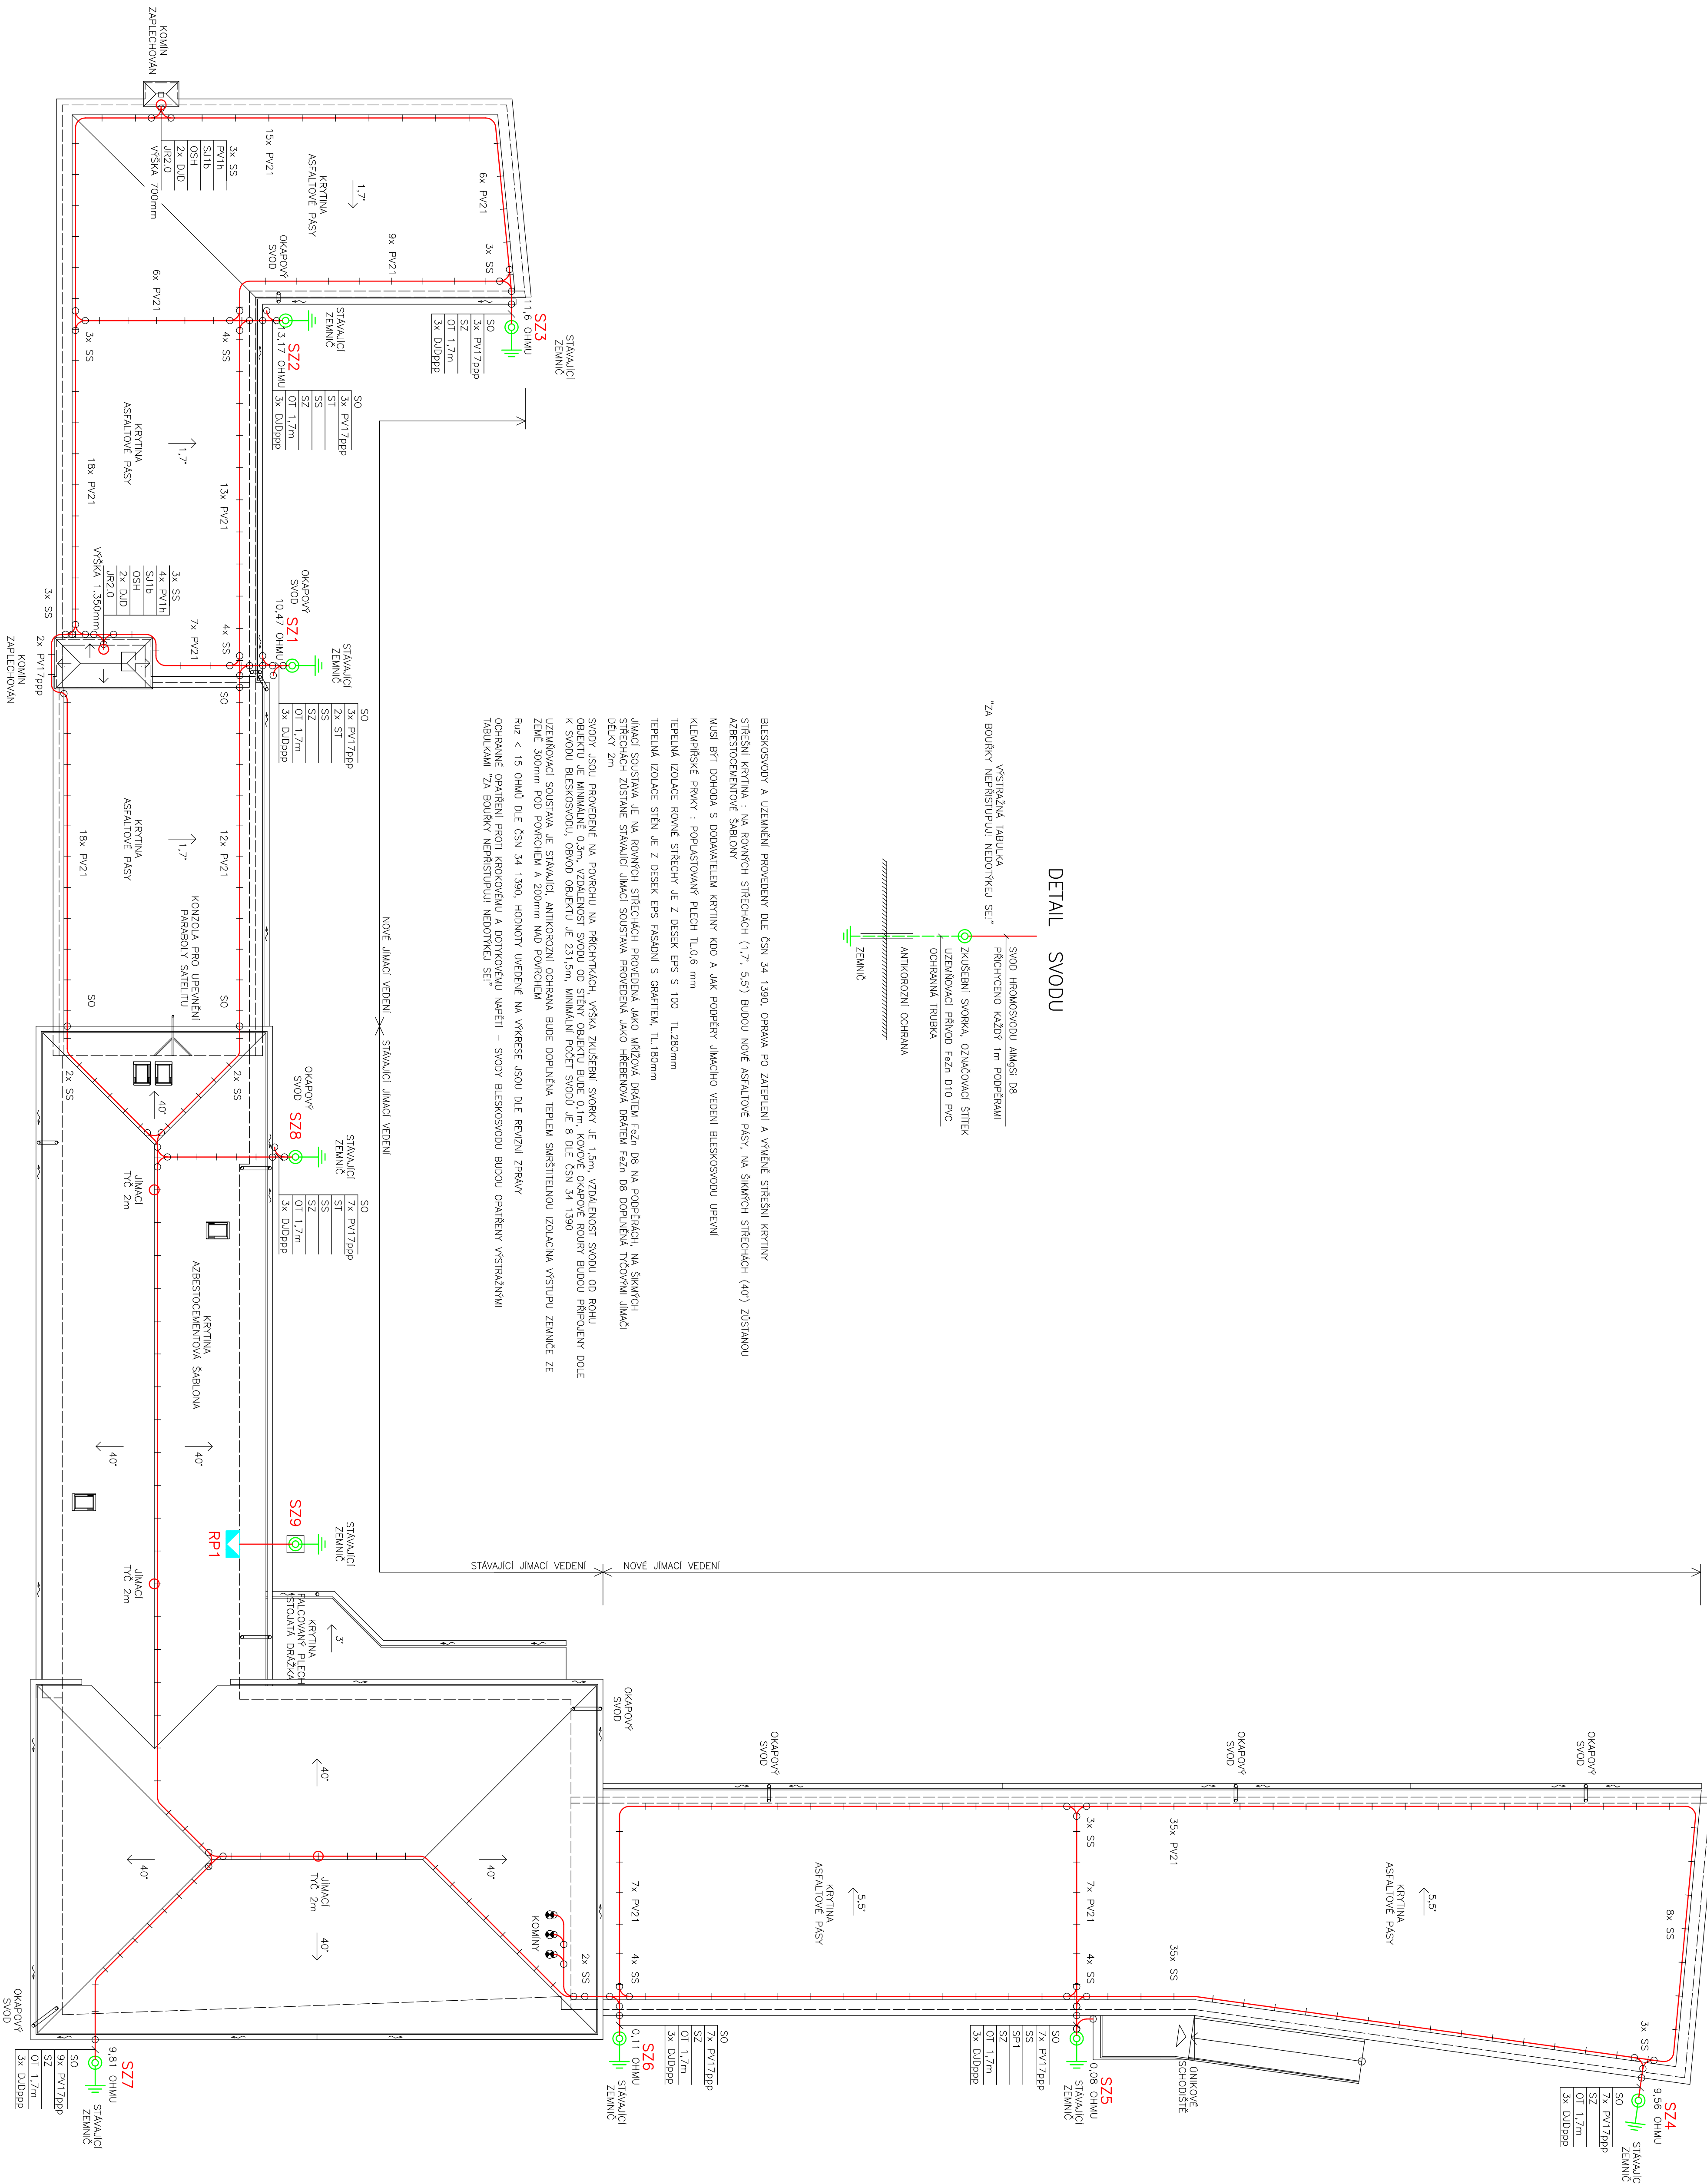 DETAIL SVODU
VÝSTRAŽNÁ TABULKA
"ZA BOUŘKY NEPŘISTUPUJ! NEDOTÝKEJ SE!"
SVOD HROMOSVODU AlMgSi D8
PŘICHYCENO KAŽDÝ 1m PODPĚRAMI
ZKUŠEBNÍ SVORKA, OZNAČOVACÍ ŠTÍTEK
UZEMŇOVACÍ PŘÍVOD FeZn D10 PVC
OCHRANNÁ TRUBKA
ANTIKOROZNÍ OCHRANA
ZEMNIČ
BLESKOSVODY A UZEMNĚNÍ PROVEDENY DLE ČSN 34 1390, OPRAVA PO ZATEPLENÍ A VÝMĚNĚ STŘEŠNÍ KRYTINY
STŘEŠNÍ KRYTINA : NA ROVNÝCH STŘECHÁCH (1,7°, 5,5°) BUDOU NOVÉ ASFALTOVÉ PÁSY, NA ŠIKMÝCH STŘECHÁCH (40°) ZŮSTANOU
AZBESTOCEMENTOVÉ ŠABLONY
MUSÍ BÝT DOHODA S DODAVATELEM KRYTINY KDO A JAK PODPĚRY JÍMACÍHO VEDENÍ BLESKOSVODU UPEVNÍ
KLEMPÍŘSKÉ PRVKY : POPLASTOVANÝ PLECH TL.0,6 mm
TEPELNÁ IZOLACE ROVNÉ STŘECHY JE Z DESEK EPS S 100 TL.280mm
TEPELNÁ IZOLACE STĚN JE Z DESEK EPS FASÁDNÍ S GRAFITEM, TL.180mm
JÍMACÍ SOUSTAVA JE NA ROVNÝCH STŘECHÁCH PROVEDENÁ JAKO MŘÍŽOVÁ DRÁTEM FeZn D8 NA PODPĚRÁCH, NA ŠIKMÝCH
STŘECHÁCH ZŮSTANE STÁVAJÍCÍ JÍMACÍ SOUSTAVA PROVEDENÁ JAKO HŘEBENOVÁ DRÁTEM FeZn D8 DOPLNĚNÁ TYČOVÝMI JÍMAČI
DÉLKY 2m
SVODY JSOU PROVEDENÉ NA POVRCHU NA PŘÍCHYTKÁCH, VÝŠKA ZKUŠEBNÍ SVORKY JE 1,5m, VZDÁLENOST SVODU OD ROHU
OBJEKTU JE MINIMÁLNĚ 0,3m, VZDÁLENOST SVODU OD STĚNY OBJEKTU BUDE 0,1m, KOVOVÉ OKAPOVÉ ROURY BUDOU PŘIPOJENY DOLE
K SVODU BLESKOSVODU, OBVOD OBJEKTU JE 231,5m, MINIMÁLNÍ POČET SVODŮ JE 8 DLE ČSN 34 1390
UZEMŇOVACÍ SOUSTAVA JE STÁVAJÍCÍ, ANTIKOROZNÍ OCHRANA BUDE DOPLNĚNA TEPLEM SMRŠTITELNOU IZOLACÍNA VÝSTUPU ZEMNIČE ZE
ZEMĚ 300mm POD POVRCHEM A 200mm NAD POVRCHEM
Ruz < 15 OHMŮ DLE ČSN 34 1390, HODNOTY UVEDENÉ NA VÝKRESE JSOU DLE REVIZNÍ ZPRÁVY
OCHRANNÉ OPATŘENÍ PROTI KROKOVÉMU A DOTYKOVÉMU NAPĚTÍ – SVODY BLESKOSVODU BUDOU OPATŘENY VÝSTRAŽNÝMI
TABULKAMI "ZA BOUŘKY NEPŘISTUPUJ! NEDOTÝKEJ SE!"
NOVÉ JÍMACÍ VEDENÍ
STÁVAJÍCÍ JÍMACÍ VEDENÍ
STÁVAJÍCÍ JÍMACÍ VEDENÍ
NOVÉ JÍMACÍ VEDENÍ
STÁVAJÍCÍ
ZEMNIČ
SZ3
11,6 OHMU
SO
3x PV17ppp
SZ
OT 1,7m
3x DJDppp
3x SS
6x PV21
9x PV21
15x PV21
1,7°
KRYTINA
ASFALTOVÉ PÁSY
KOMÍN
ZAPLECHOVÁN
3x SS
PV1h
SJ1b
OSH
2x DJD
JR2.0
VÝŠKA 700mm
OKAPOVÝ
SVOD
STÁVAJÍCÍ
ZEMNIČ
SZ2
13,17 OHMU
SO
3x PV17ppp
ST
SS
SZ
OT 1,7m
3x DJDppp
6x PV21
4x SS
3x SS
KRYTINA
ASFALTOVÉ PÁSY
1,7°
13x PV21
18x PV21
3x SS
4x PV1h
SJ1b
OSH
2x DJD
JR2.0
VÝŠKA 1.350mm
3x SS
7x PV21
4x SS
OKAPOVÝ
SVOD
SZ1
10,47 OHMU
STÁVAJÍCÍ
ZEMNIČ
SO
3x PV17ppp
2x ST
SS
SZ
OT 1,7m
3x DJDppp
SO
2x PV17ppp
KOMÍN
ZAPLECHOVÁN
KRYTINA
ASFALTOVÉ PÁSY
1,7°
12x PV21
18x PV21
KONZOLA PRO UPEVNĚNÍ
PARABOLY SATELITU
SO
SO
2x SS
2x SS
40°
OKAPOVÝ
SVOD
SZ8
STÁVAJÍCÍ
ZEMNIČ
SO
7x PV17ppp
ST
SS
SZ
OT 1,7m
3x DJDppp
JÍMACÍ
TYČ 2m
KRYTINA
AZBESTOCEMENTOVÁ ŠABLONA
40°
40°
STÁVAJÍCÍ
ZEMNIČ
SZ9
RP1
JÍMACÍ
TYČ 2m
KRYTINA
FALCOVANÝ PLECH
STOJATÁ DRÁŽKA
3°
OKAPOVÝ
SVOD
40°
40°
40°
40°
JÍMACÍ
TYČ 2m
KOMÍNY
2x SS
OKAPOVÝ
SVOD
SZ7
9,81 OHMU
STÁVAJÍCÍ
ZEMNIČ
SO
9x PV17ppp
SZ
OT 1,7m
3x DJDppp
SZ6
0,11 OHMU
STÁVAJÍCÍ
ZEMNIČ
SO
7x PV17ppp
SZ
OT 1,7m
3x DJDppp
7x PV21
4x SS
OKAPOVÝ
SVOD
KRYTINA
ASFALTOVÉ PÁSY
5,5°
3x SS
7x PV21
4x SS
SZ5
0,08 OHMU
STÁVAJÍCÍ
ZEMNIČ
SO
7x PV17ppp
SS
SP1
SZ
OT 1,7m
3x DJDppp
OKAPOVÝ
SVOD
35x PV21
35x SS
ÚNIKOVÉ
SCHODIŠTĚ
KRYTINA
ASFALTOVÉ PÁSY
5,5°
OKAPOVÝ
SVOD
8x SS
3x SS
SZ4
9,56 OHMU
STÁVAJÍCÍ
ZEMNIČ
SO
7x PV17ppp
SZ
OT 1,7m
3x DJDppp